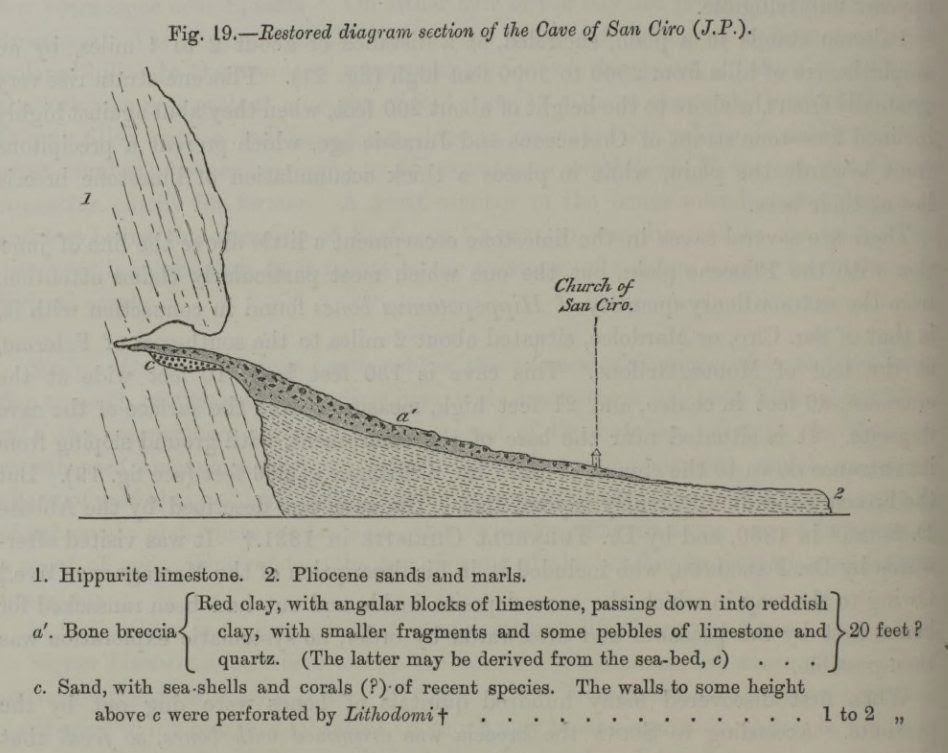 Fig. 19.—Restored diagram section of the Cave of San Ciro (J.P.).
1
Church of
San Ciro.
c
a′
2
1. Hippurite limestone. 2. Pliocene sands and marls.
Red clay, with angular blocks of limestone, passing down into reddish
a′. Bone breccia clay, with smaller fragments and some pebbles of limestone and 20 feet ?
quartz. (The latter may be derived from the sea-bed, c) . . .
c. Sand, with sea-shells and corals (?) of recent species. The walls to some height
above c were perforated by Lithodomi † . . . . . . . . . . . . 1 to 2 „